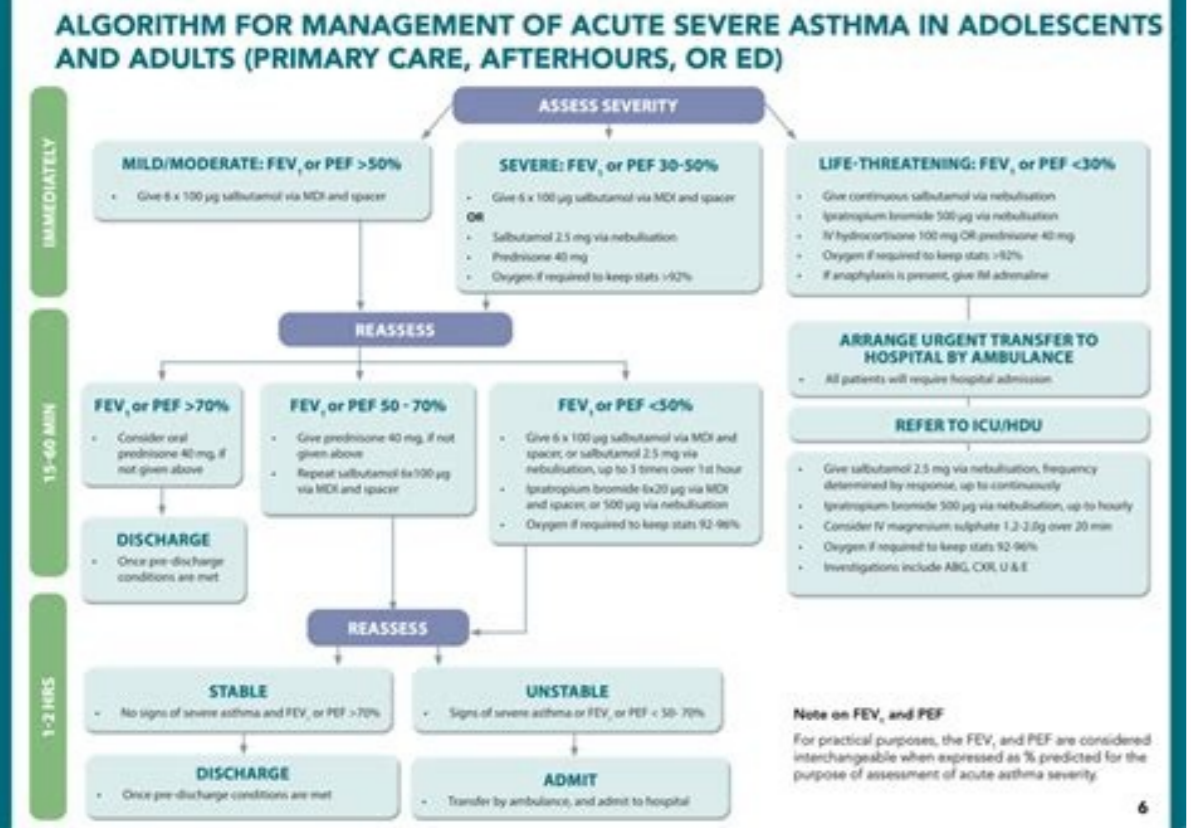 ALGORITHM FOR MANAGEMENT OF ACUTE SEVERE ASTHMA IN ADOLESCENTS
AND ADULTS (PRIMARY CARE, AFTERHOURS, OR ED)
IMMEDIATELY
ASSESS SEVERITY
MILD/MODERATE: FEV₁ or PEF >50%
• Give 6 x 100 µg salbutamol via MDI and spacer
SEVERE: FEV₁ or PEF 30-50%
• Give 6 x 100 µg salbutamol via MDI and spacer
OR
• Salbutamol 2.5 mg via nebulisation
• Prednisone 40 mg
• Oxygen if required to keep stats >92%
LIFE-THREATENING: FEV₁ or PEF <30%
• Give continuous salbutamol via nebulisation
• Ipratropium bromide 500 µg via nebulisation
• IV hydrocortisone 100 mg OR prednisone 40 mg
• Oxygen if required to keep stats >92%
• If anaphylaxis is present, give IM adrenaline
15-60 MIN
REASSESS
FEV₁ or PEF >70%
• Consider oral
prednisone 40 mg, if
not given above
DISCHARGE
• Once pre-discharge
conditions are met
FEV₁ or PEF 50 - 70%
• Give prednisone 40 mg, if not
given above
• Repeat salbutamol 6x100 µg
via MDI and spacer
FEV₁ or PEF <50%
• Give 6 x 100 µg salbutamol via MDI and
spacer, or salbutamol 2.5 mg via
nebulisation, up to 3 times over 1st hour
• Ipratropium bromide 6x20 µg via MDI
and spacer, or 500 µg via nebulisation
• Oxygen if required to keep stats 92-96%
ARRANGE URGENT TRANSFER TO
HOSPITAL BY AMBULANCE
• All patients will require hospital admission
REFER TO ICU/HDU
• Give salbutamol 2.5 mg via nebulisation, frequency
determined by response, up to continuously
• Ipratropium bromide 500 µg via nebulisation, up to hourly
• Consider IV magnesium sulphate 1.2-2.0g over 20 min
• Oxygen if required to keep stats 92-96%
• Investigations include ABG, CXR, U & E
1-2 HRS
REASSESS
STABLE
• No signs of severe asthma and FEV₁ or PEF >70%
DISCHARGE
• Once pre-discharge conditions are met
UNSTABLE
• Signs of severe asthma or FEV₁ or PEF < 50- 70%
ADMIT
• Transfer by ambulance, and admit to hospital
Note on FEV₁ and PEF
For practical purposes, the FEV₁ and PEF are considered
interchangeable when expressed as % predicted for the
purpose of assessment of acute asthma severity.
6